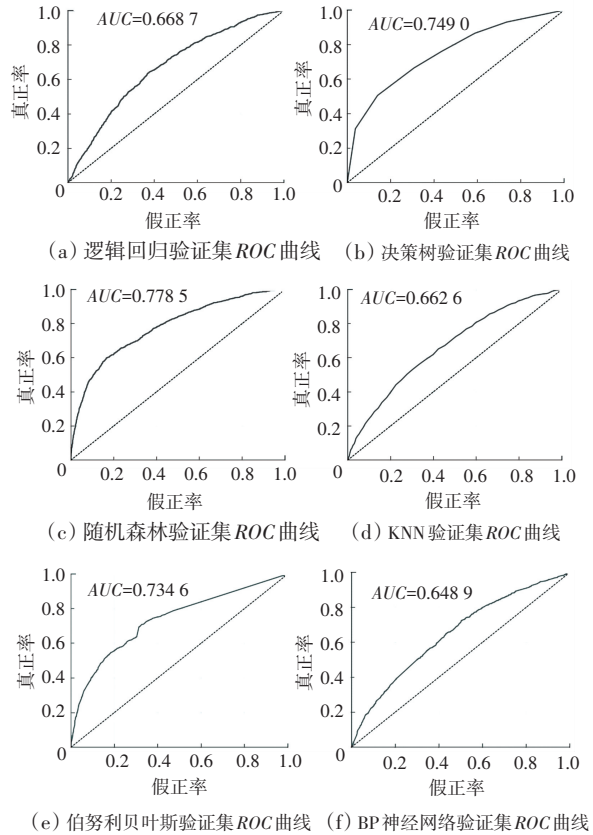 AUC=0.668 7
1.0
0.8
0.6
0.4
0.2
0
0.2 0.4 0.6 0.8 1.0
真正率
假正率
(a) 逻辑回归验证集ROC曲线
AUC=0.749 0
1.0
0.8
0.6
0.4
0.2
0
0.2 0.4 0.6 0.8 1.0
真正率
假正率
(b) 决策树验证集ROC曲线
AUC=0.778 5
1.0
0.8
0.6
0.4
0.2
0
0.2 0.4 0.6 0.8 1.0
真正率
假正率
(c) 随机森林验证集ROC曲线
AUC=0.662 6
1.0
0.8
0.6
0.4
0.2
0
0.2 0.4 0.6 0.8 1.0
真正率
假正率
(d) KNN验证集ROC曲线
AUC=0.734 6
1.0
0.8
0.6
0.4
0.2
0
0.2 0.4 0.6 0.8 1.0
真正率
假正率
(e) 伯努利贝叶斯验证集ROC曲线
AUC=0.648 9
1.0
0.8
0.6
0.4
0.2
0
0.2 0.4 0.6 0.8 1.0
真正率
假正率
(f) BP神经网络验证集ROC曲线